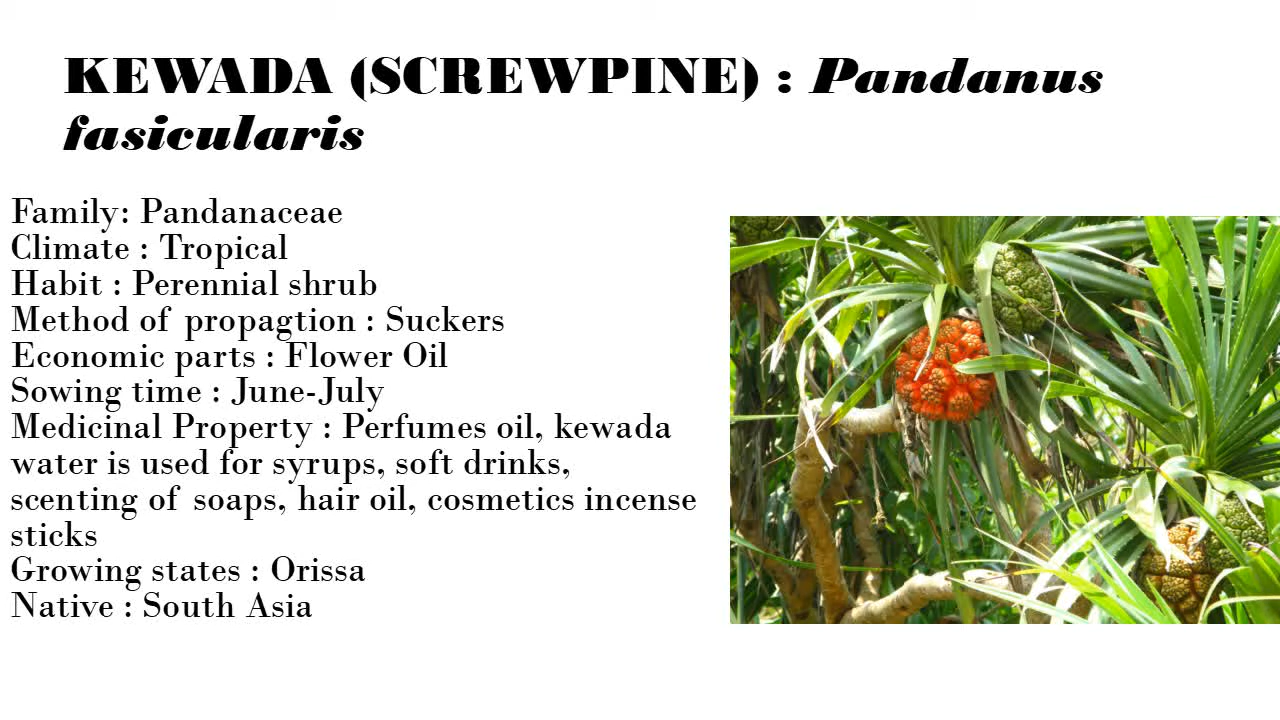 KEWADA (SCREWPINE) : Pandanus
fasicularis
Family: Pandanaceae
Climate : Tropical
Habit : Perennial shrub
Method of propagtion : Suckers
Economic parts : Flower Oil
Sowing time : June-July
Medicinal Property : Perfumes oil, kewada
water is used for syrups, soft drinks,
scenting of soaps, hair oil, cosmetics incense
sticks
Growing states : Orissa
Native : South Asia